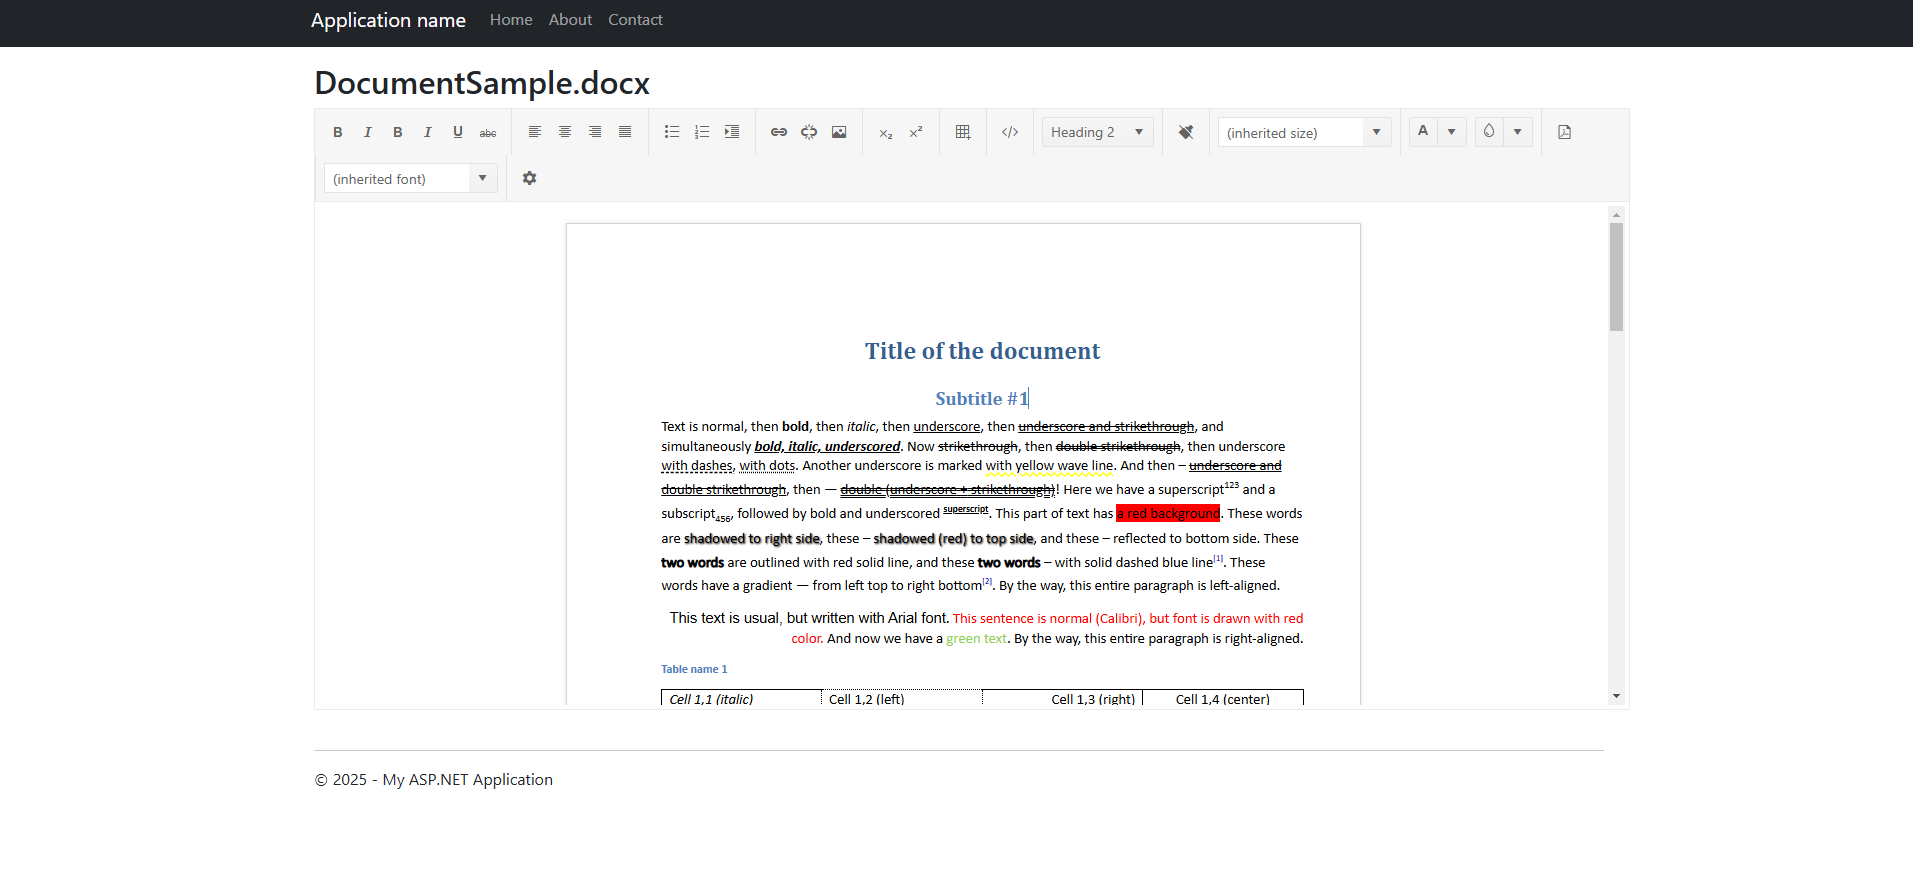 Application name Home About Contact
DocumentSample.docx
B I B I U abc x₂ x² </> Heading 2 (inherited size) A
(inherited font)
Title of the document
Subtitle #1
Text is normal, then bold, then italic, then underscore, then underscore and strikethrough, and
simultaneously bold, italic, underscored. Now strikethrough, then double strikethrough, then underscore
with dashes, with dots. Another underscore is marked with yellow wave line. And then – underscore and
double strikethrough, then — double (underscore + strikethrough)! Here we have a superscript123 and a
subscript456, followed by bold and underscored superscript. This part of text has a red background. These words
are shadowed to right side, these – shadowed (red) to top side, and these – reflected to bottom side. These
two words are outlined with red solid line, and these two words – with solid dashed blue line[1]. These
words have a gradient — from left top to right bottom[2]. By the way, this entire paragraph is left-aligned.
This text is usual, but written with Arial font. This sentence is normal (Calibri), but font is drawn with red
color. And now we have a green text. By the way, this entire paragraph is right-aligned.
Table name 1
Cell 1,1 (italic) Cell 1,2 (left) Cell 1,3 (right) Cell 1,4 (center)
© 2025 - My ASP.NET Application